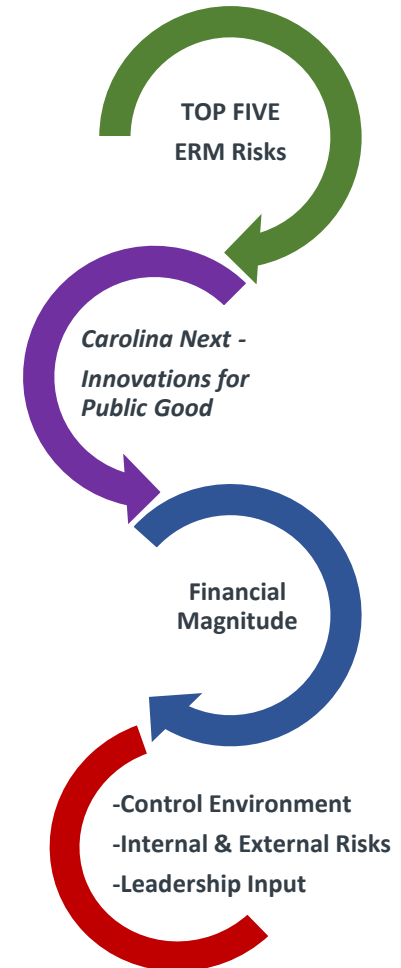 TOP FIVE
ERM Risks
Carolina Next -
Innovations for
Public Good
Financial
Magnitude
-Control Environment
-Internal & External Risks
-Leadership Input